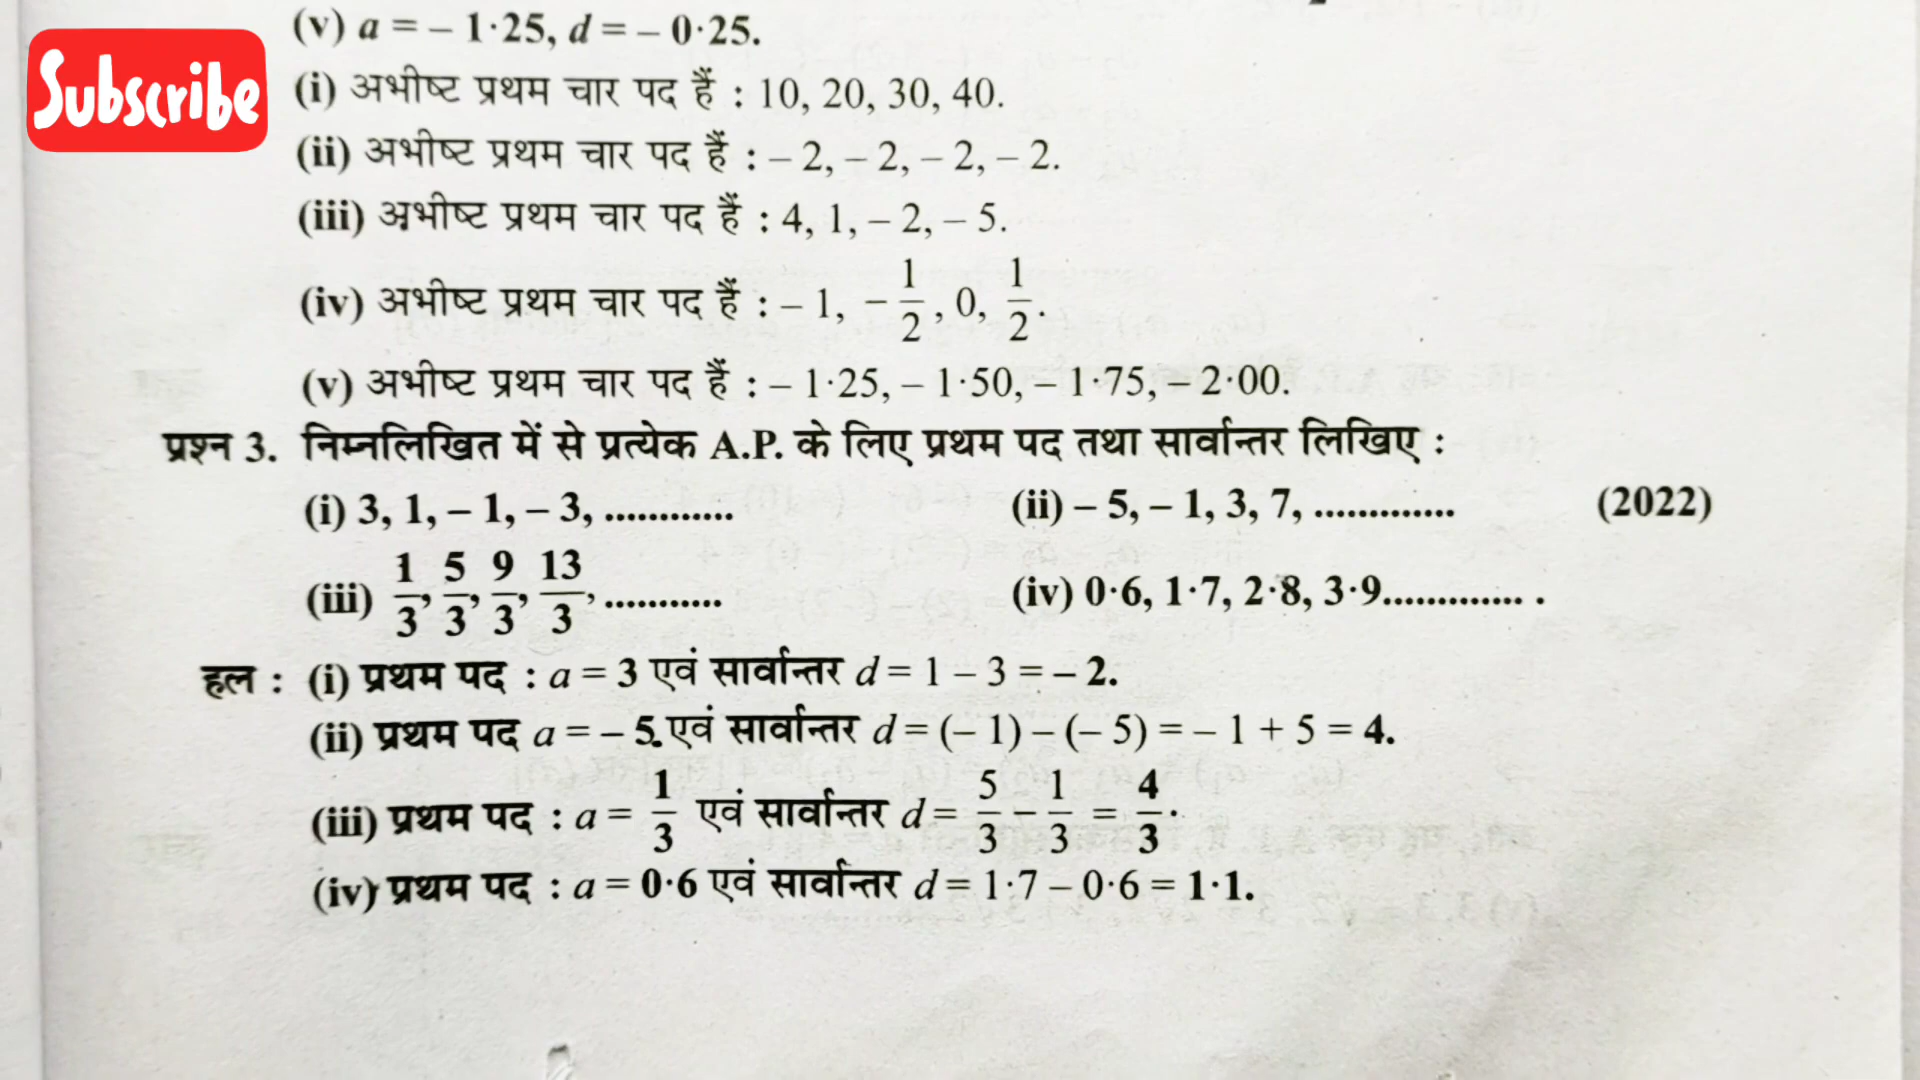 Subscribe
(v) a = – 1·25, d = – 0·25.
(i) अभीष्ट प्रथम चार पद हैं : 10, 20, 30, 40.
(ii) अभीष्ट प्रथम चार पद हैं : – 2, – 2, – 2, – 2.
(iii) अभीष्ट प्रथम चार पद हैं : 4, 1, – 2, – 5.
(iv) अभीष्ट प्रथम चार पद हैं : – 1, – 1/2, 0, 1/2.
(v) अभीष्ट प्रथम चार पद हैं : – 1·25, – 1·50, – 1·75, – 2·00.
प्रश्न 3. निम्नलिखित में से प्रत्येक A.P. के लिए प्रथम पद तथा सार्वान्तर लिखिए :
(i) 3, 1, – 1, – 3, ............ (ii) – 5, – 1, 3, 7, ............. (2022)
(iii) 1/3, 5/3, 9/3, 13/3, ........... (iv) 0·6, 1·7, 2·8, 3·9............. .
हल : (i) प्रथम पद : a = 3 एवं सार्वान्तर d = 1 – 3 = – 2.
(ii) प्रथम पद a = – 5. एवं सार्वान्तर d = (– 1) – (– 5) = – 1 + 5 = 4.
(iii) प्रथम पद : a = 1/3 एवं सार्वान्तर d = 5/3 – 1/3 = 4/3.
(iv) प्रथम पद : a = 0·6 एवं सार्वान्तर d = 1·7 – 0·6 = 1·1.